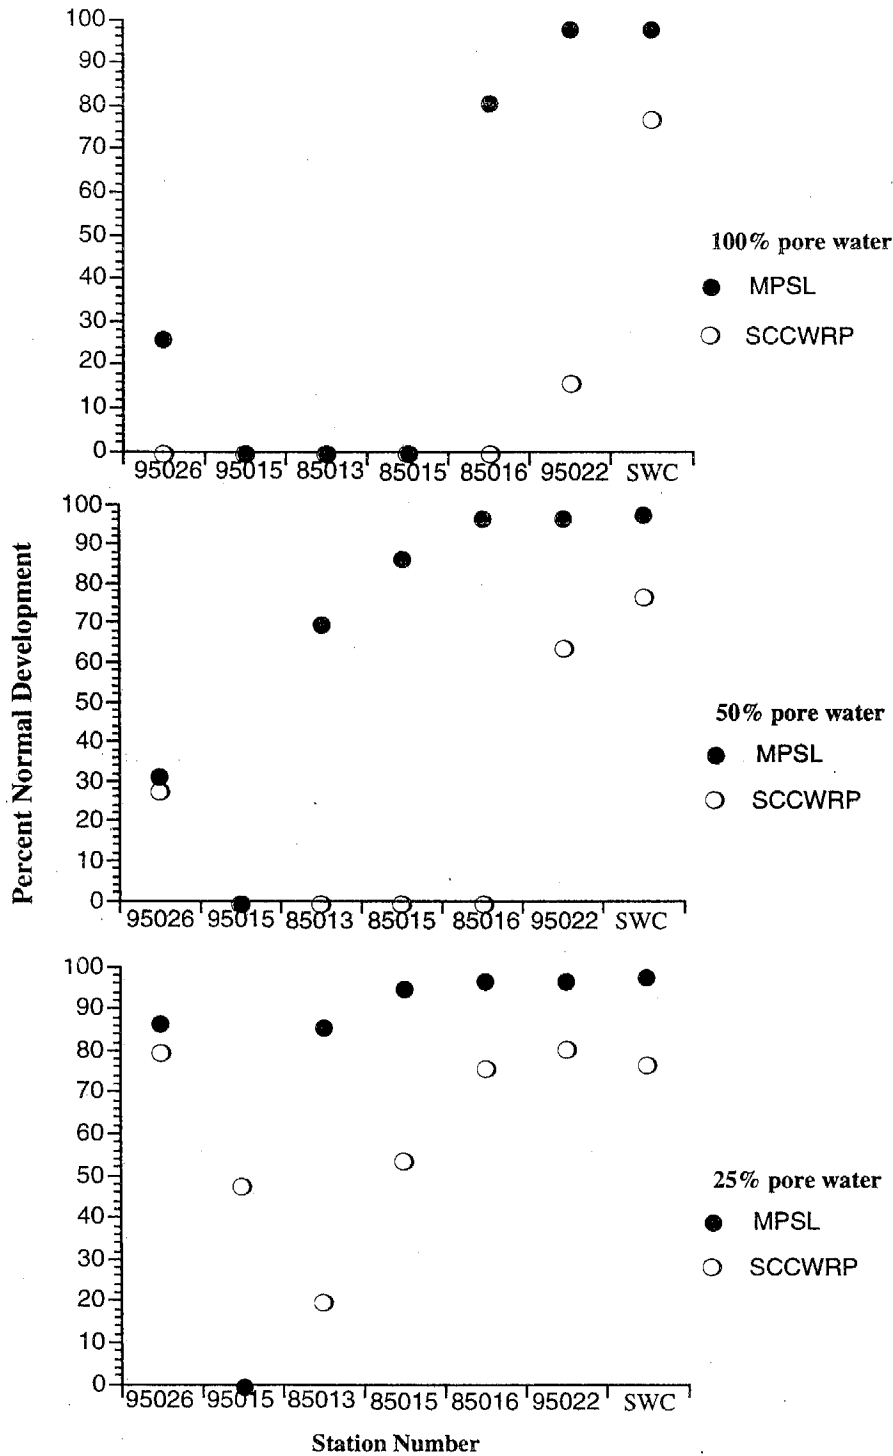 100
90
80
70
60
50
40
30
20
10
0
95026 95015 85013 85015 85016 95022 SWC
100% pore water
MPSL
SCCWRP
100
90
80
70
60
50
40
30
20
10
0
95026 95015 85013 85015 85016 95022 SWC
50% pore water
MPSL
SCCWRP
Percent Normal Development
100
90
80
70
60
50
40
30
20
10
0
95026 95015 85013 85015 85016 95022 SWC
25% pore water
MPSL
SCCWRP
Station Number